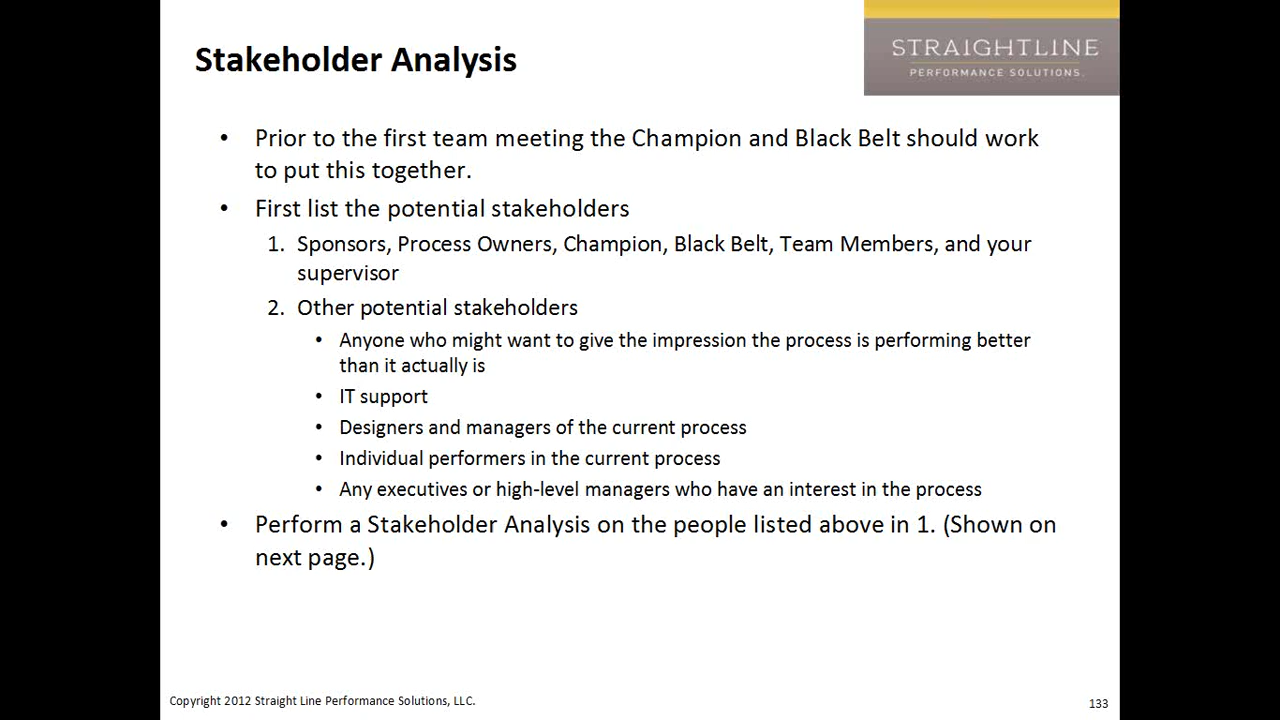 STRAIGHTLINE
PERFORMANCE SOLUTIONS.
Stakeholder Analysis
• Prior to the first team meeting the Champion and Black Belt should work
to put this together.
• First list the potential stakeholders
1. Sponsors, Process Owners, Champion, Black Belt, Team Members, and your
supervisor
2. Other potential stakeholders
• Anyone who might want to give the impression the process is performing better
than it actually is
• IT support
• Designers and managers of the current process
• Individual performers in the current process
• Any executives or high-level managers who have an interest in the process
• Perform a Stakeholder Analysis on the people listed above in 1. (Shown on
next page.)
Copyright 2012 Straight Line Performance Solutions, LLC.
133